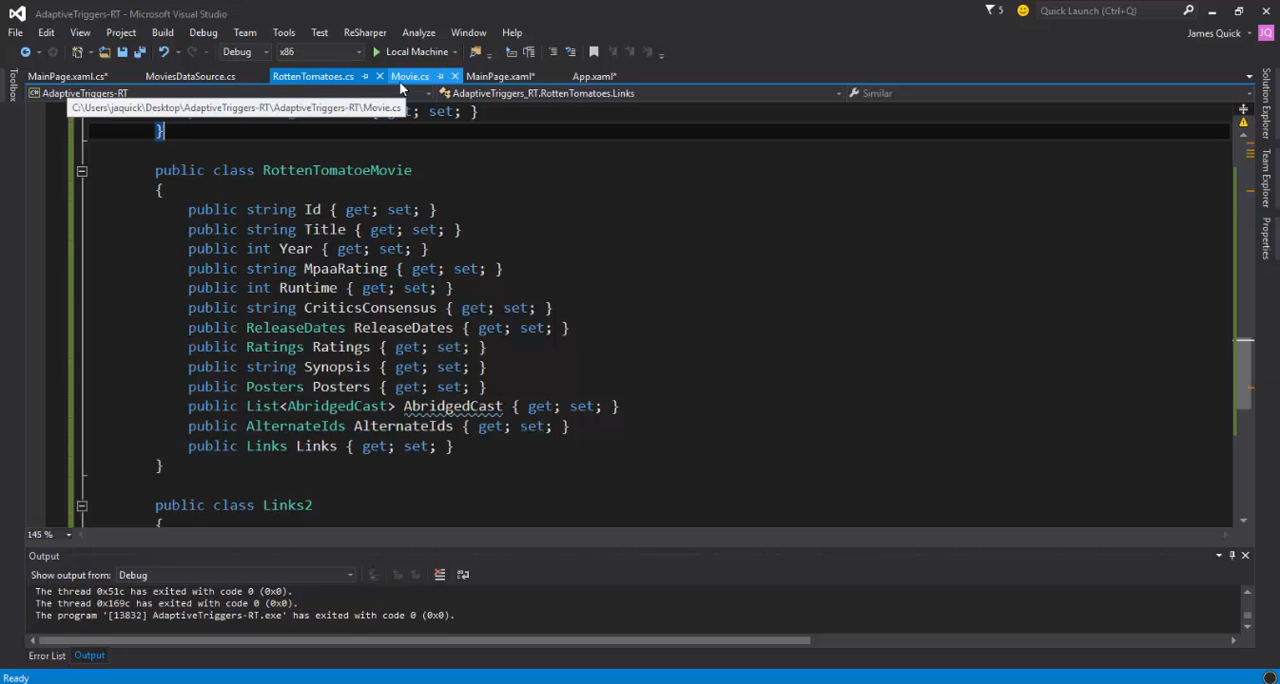 AdaptiveTriggers-RT - Microsoft Visual Studio
5
Quick Launch (Ctrl+Q)
File Edit View Project Build Debug Team Tools Test ReSharper Analyze Window Help
James Quick JQ
Debug x86 Local Machine
MainPage.xaml.cs* MoviesDataSource.cs RottenTomatoes.cs Movie.cs MainPage.xaml* App.xaml*
Toolbox
AdaptiveTriggers-RT AdaptiveTriggers_RT.RottenTomatoes.Links Similar
C:\Users\jaquick\Desktop\AdaptiveTriggers-RT\AdaptiveTriggers-RT\Movie.cs
set; }
}
public class RottenTomatoeMovie
{
public string Id { get; set; }
public string Title { get; set; }
public int Year { get; set; }
public string MpaaRating { get; set; }
public int Runtime { get; set; }
public string CriticsConsensus { get; set; }
public ReleaseDates ReleaseDates { get; set; }
public Ratings Ratings { get; set; }
public string Synopsis { get; set; }
public Posters Posters { get; set; }
public List<AbridgedCast> AbridgedCast { get; set; }
public AlternateIds AlternateIds { get; set; }
public Links Links { get; set; }
}
public class Links2
{
Solution Explorer
Team Explorer
Properties
145 %
Output
Show output from: Debug
The thread 0x51c has exited with code 0 (0x0).
The thread 0x169c has exited with code 0 (0x0).
The program '[13832] AdaptiveTriggers-RT.exe' has exited with code 0 (0x0).
Error List Output
Ready